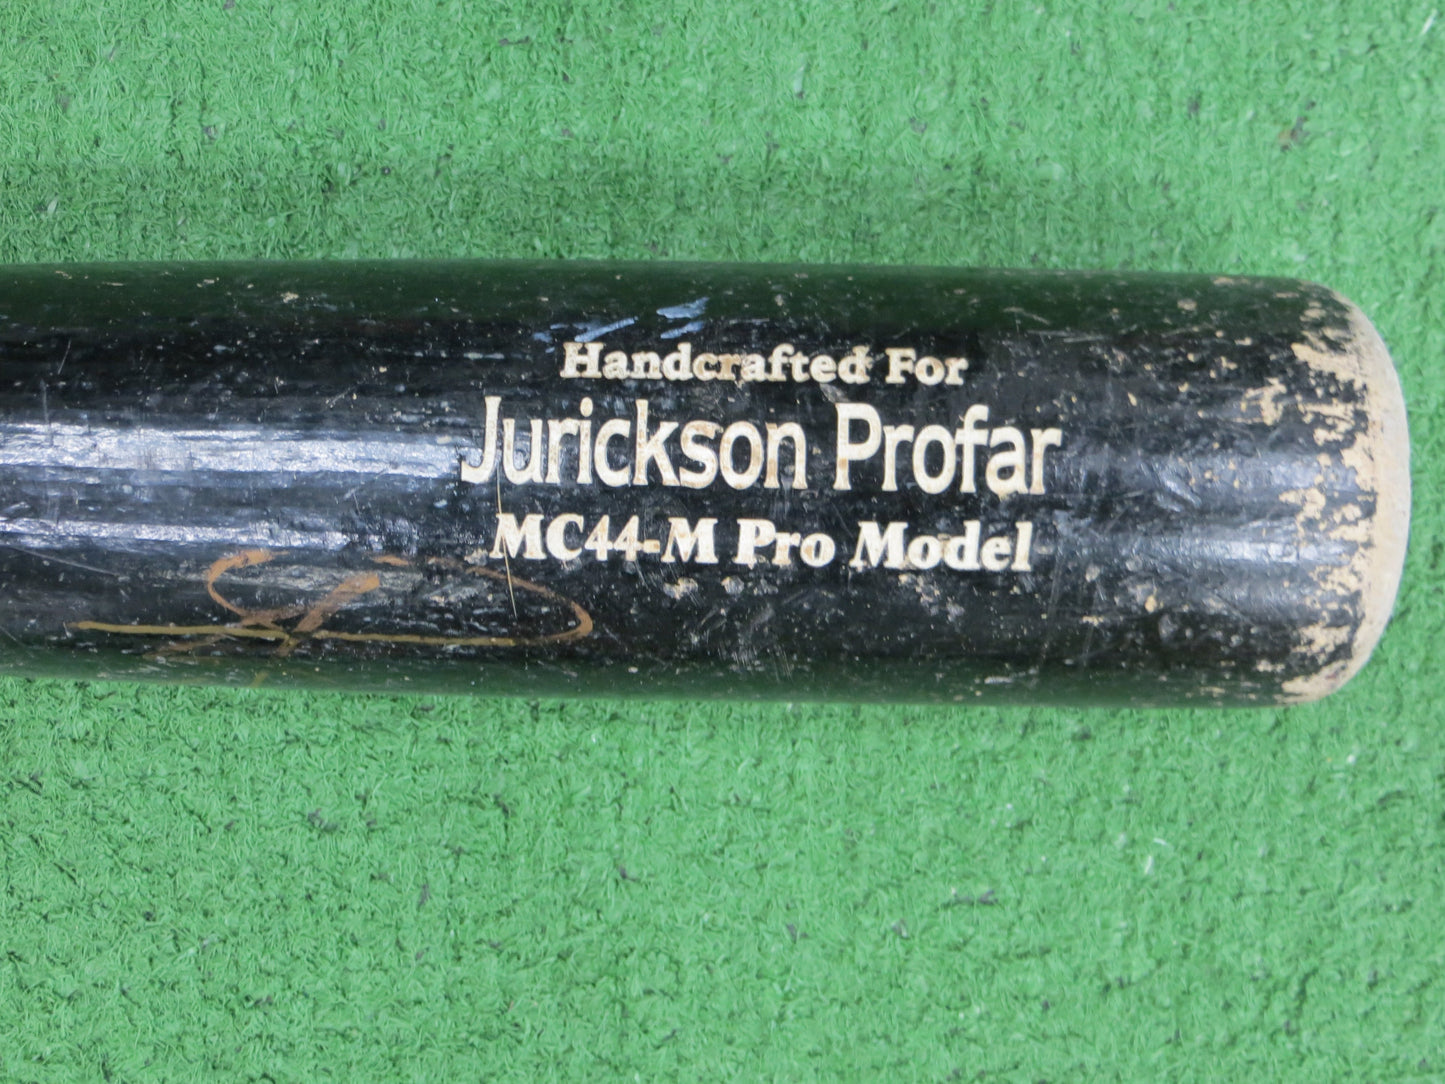 Handcrafted For
Jurickson Profar
MC44-M Pro Model